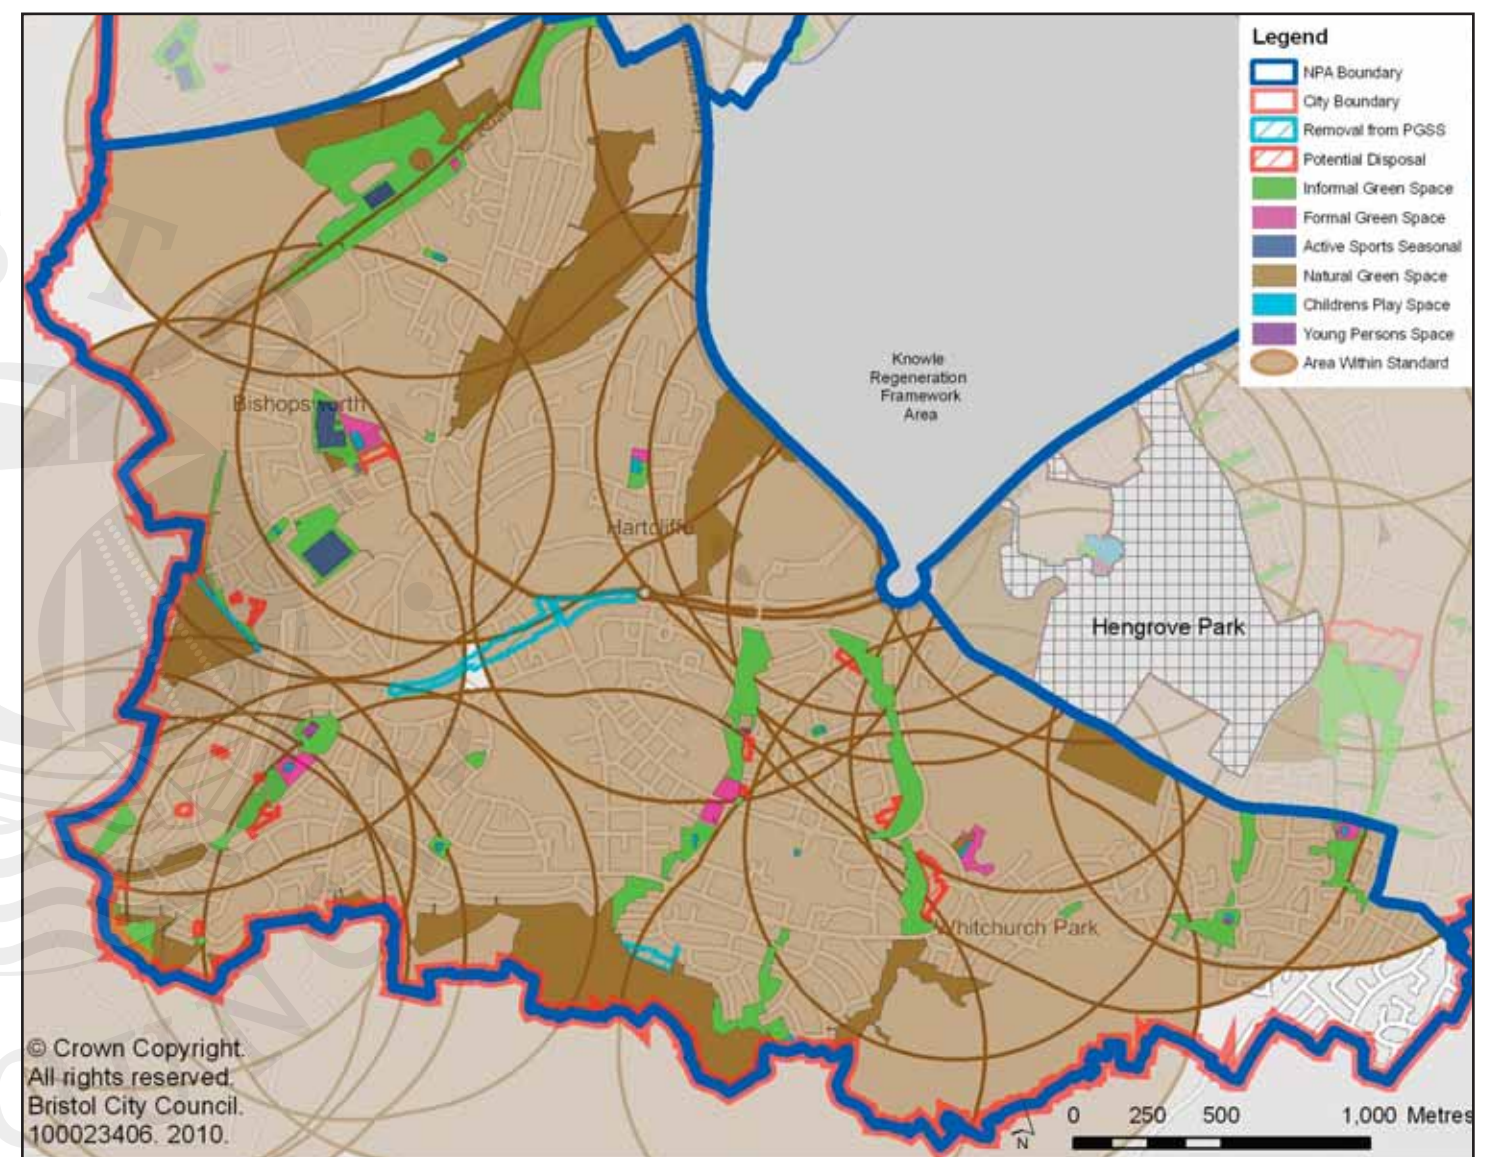 Legend
NPA Boundary
City Boundary
Removal from PGSS
Potential Disposal
Informal Green Space
Formal Green Space
Active Sports Seasonal
Natural Green Space
Childrens Play Space
Young Persons Space
Area Within Standard
Knowle
Regeneration
Framework
Area
Bishopsworth
Hartcliffe
Hengrove Park
Whitchurch Park
© Crown Copyright.
All rights reserved.
Bristol City Council.
100023406. 2010.
0 250 500 1,000 Metres
N